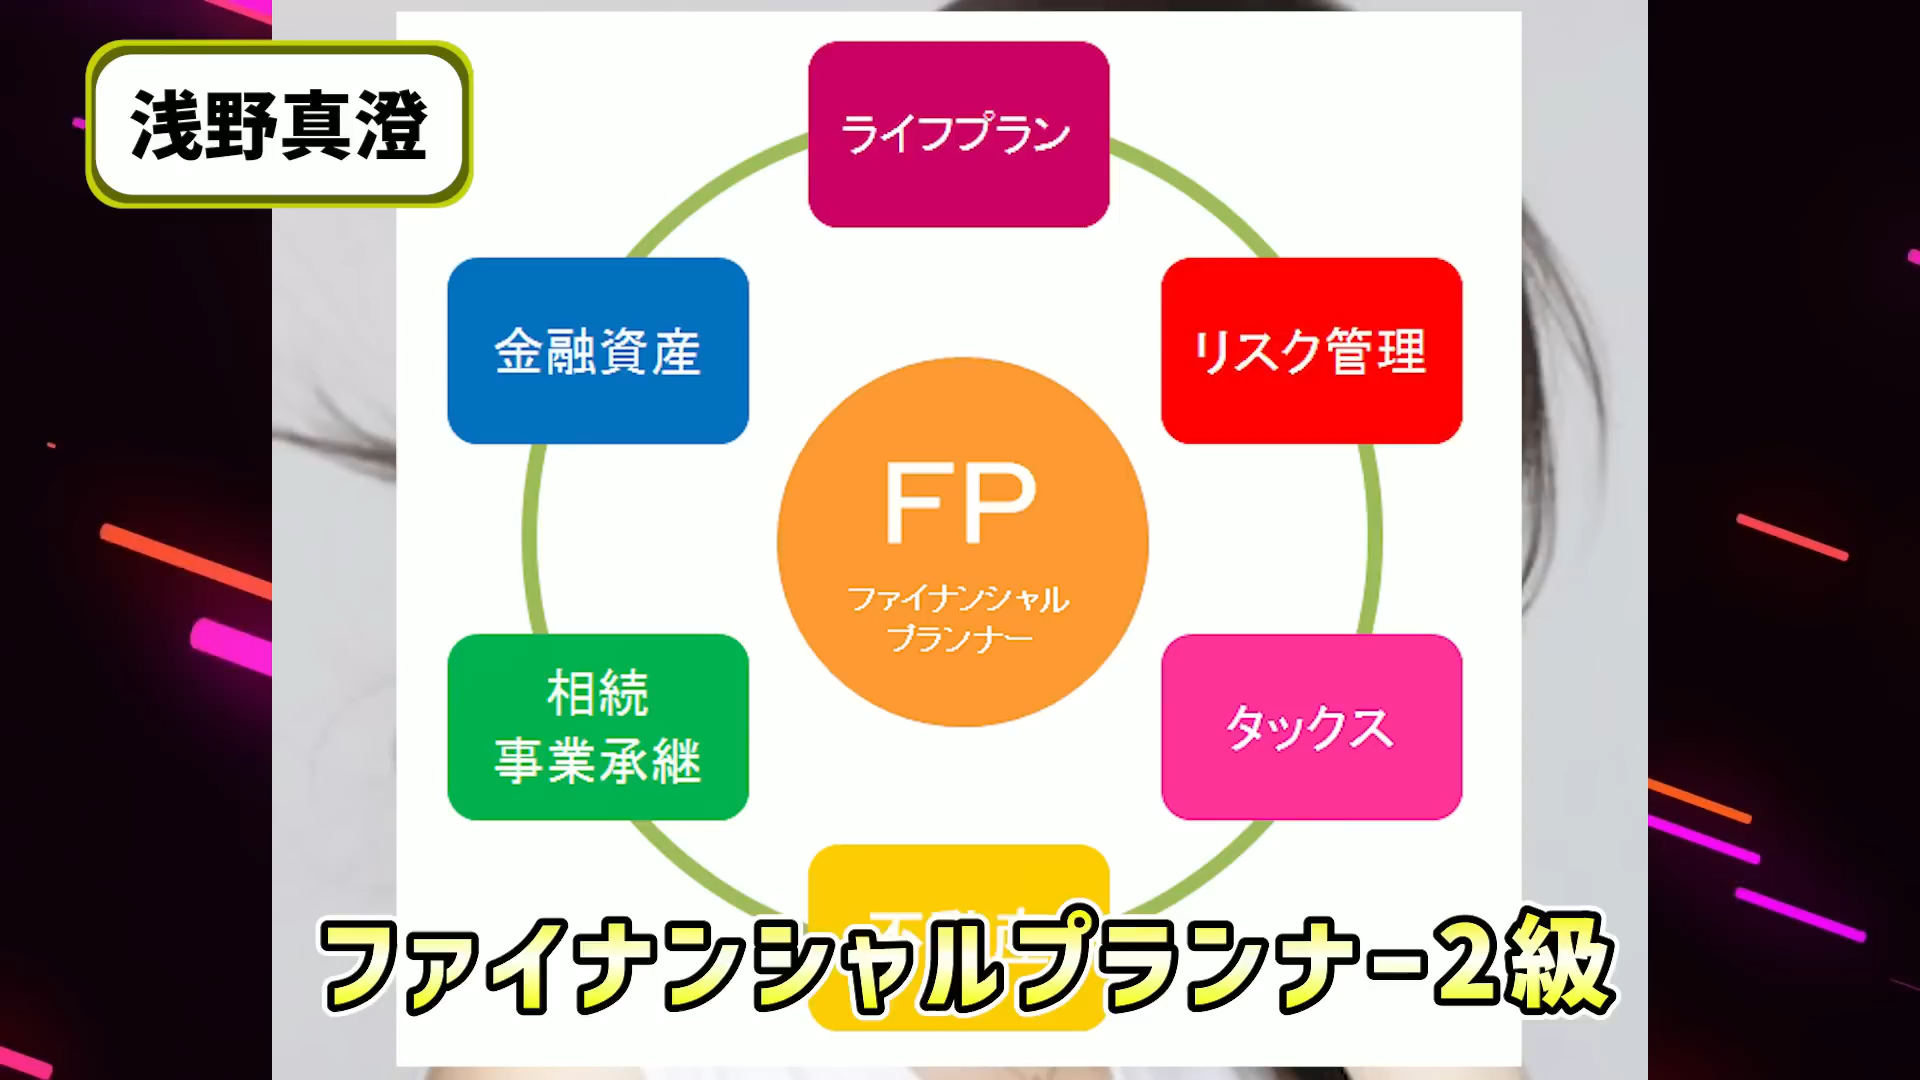 浅野真澄
ライフプラン
金融資産
リスク管理
FP
ファイナンシャル
プランナー
相続
事業承継
タックス
ファイナンシャルプランナー2級